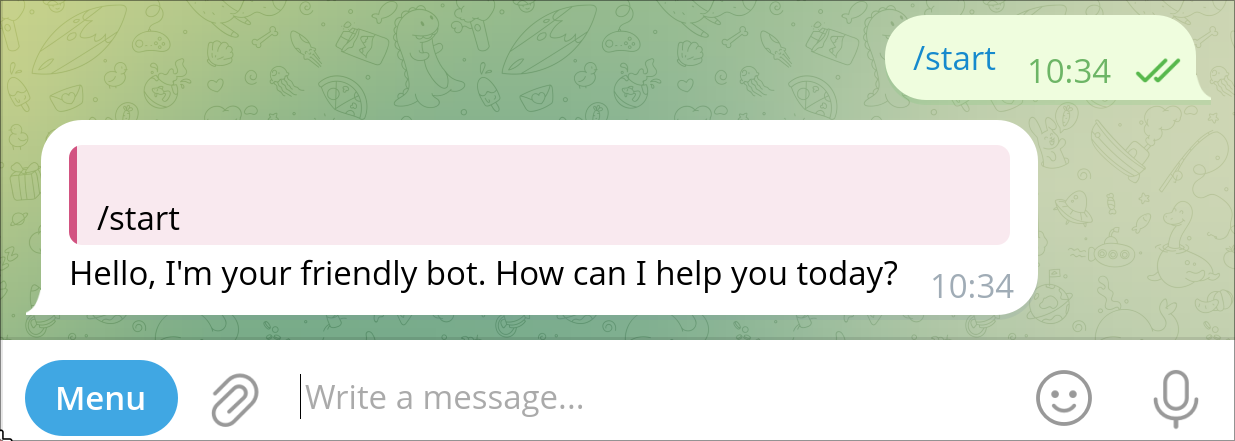 /start 10:34
/start
Hello, I'm your friendly bot. How can I help you today? 10:34
Menu Write a message...